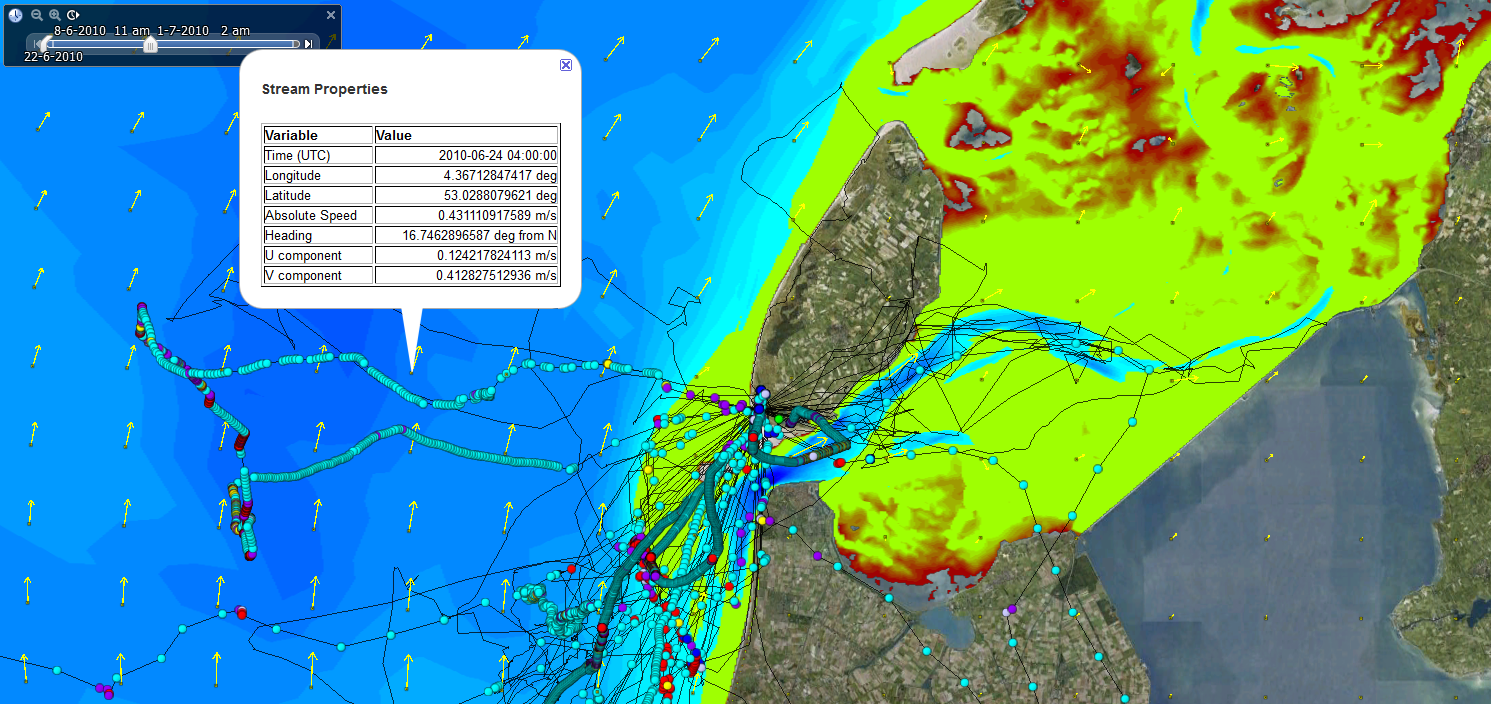 8-6-2010 11 am 1-7-2010 2 am
22-6-2010
Stream Properties
Variable Value
Time (UTC) 2010-06-24 04:00:00
Longitude 4.36712847417 deg
Latitude 53.0288079621 deg
Absolute Speed 0.431110917589 m/s
Heading 16.7462896587 deg from N
U component 0.124217824113 m/s
V component 0.412827512936 m/s